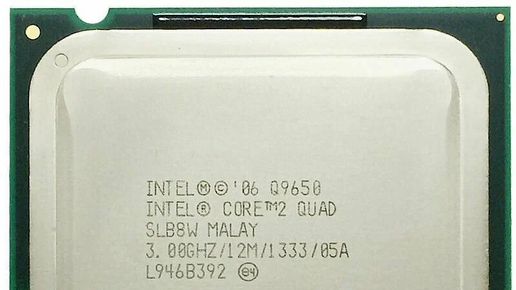 INTEL Ⓜ © '06 Q9650
INTEL® CORE™2 QUAD
SLB8W MALAY
3.00GHZ/12M/1333/05A
L946B392 e4